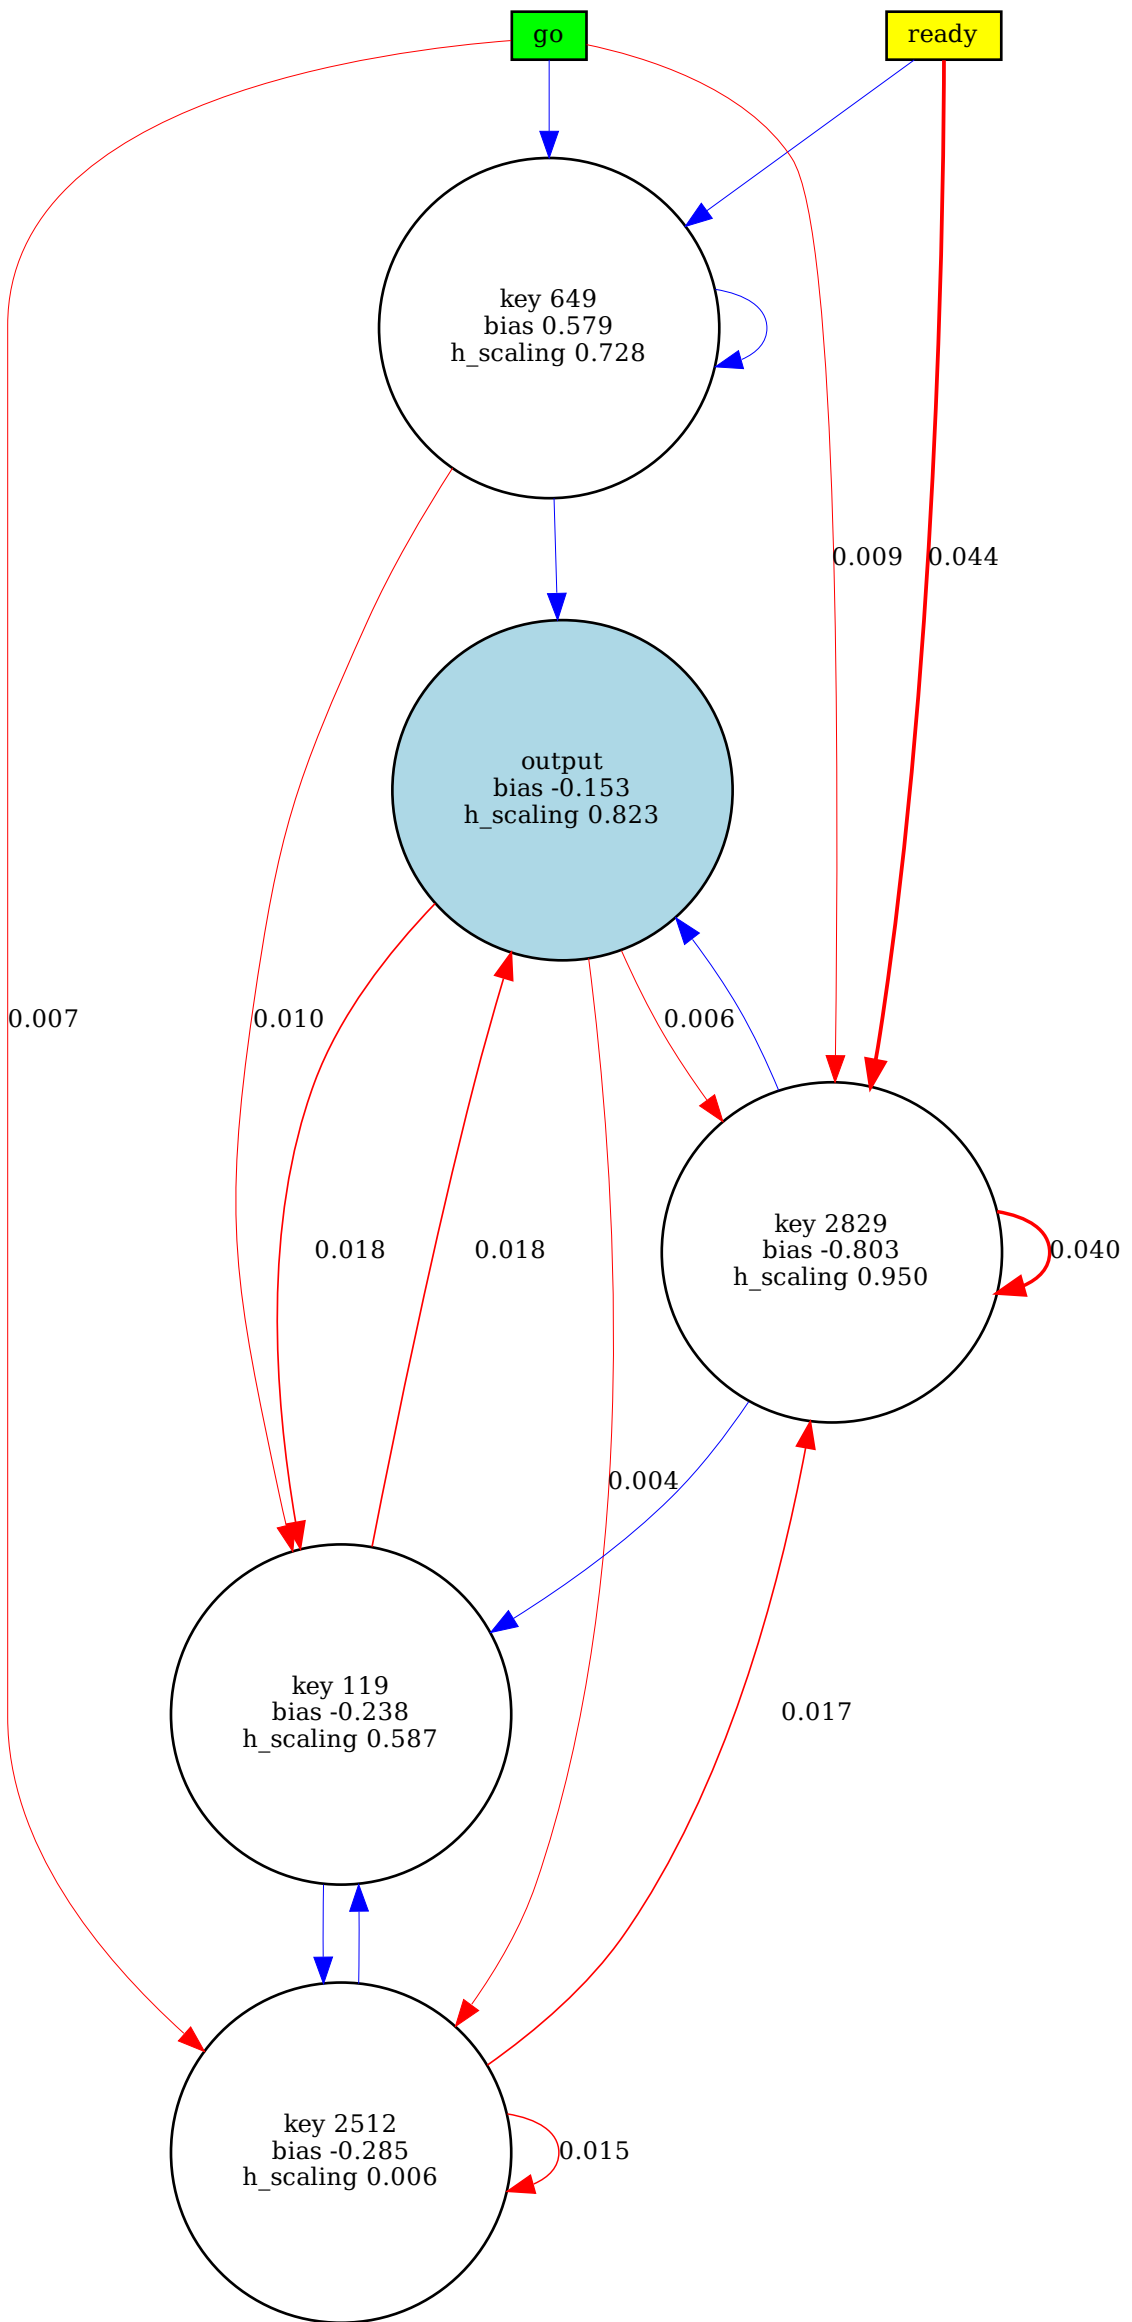 go
ready
key 649
bias 0.579
h_scaling 0.728
0.009
0.044
output
bias -0.153
h_scaling 0.823
0.007
0.010
0.006
key 2829
bias -0.803
h_scaling 0.950
0.018
0.018
0.040
0.004
key 119
bias -0.238
h_scaling 0.587
0.017
key 2512
bias -0.285
h_scaling 0.006
0.015